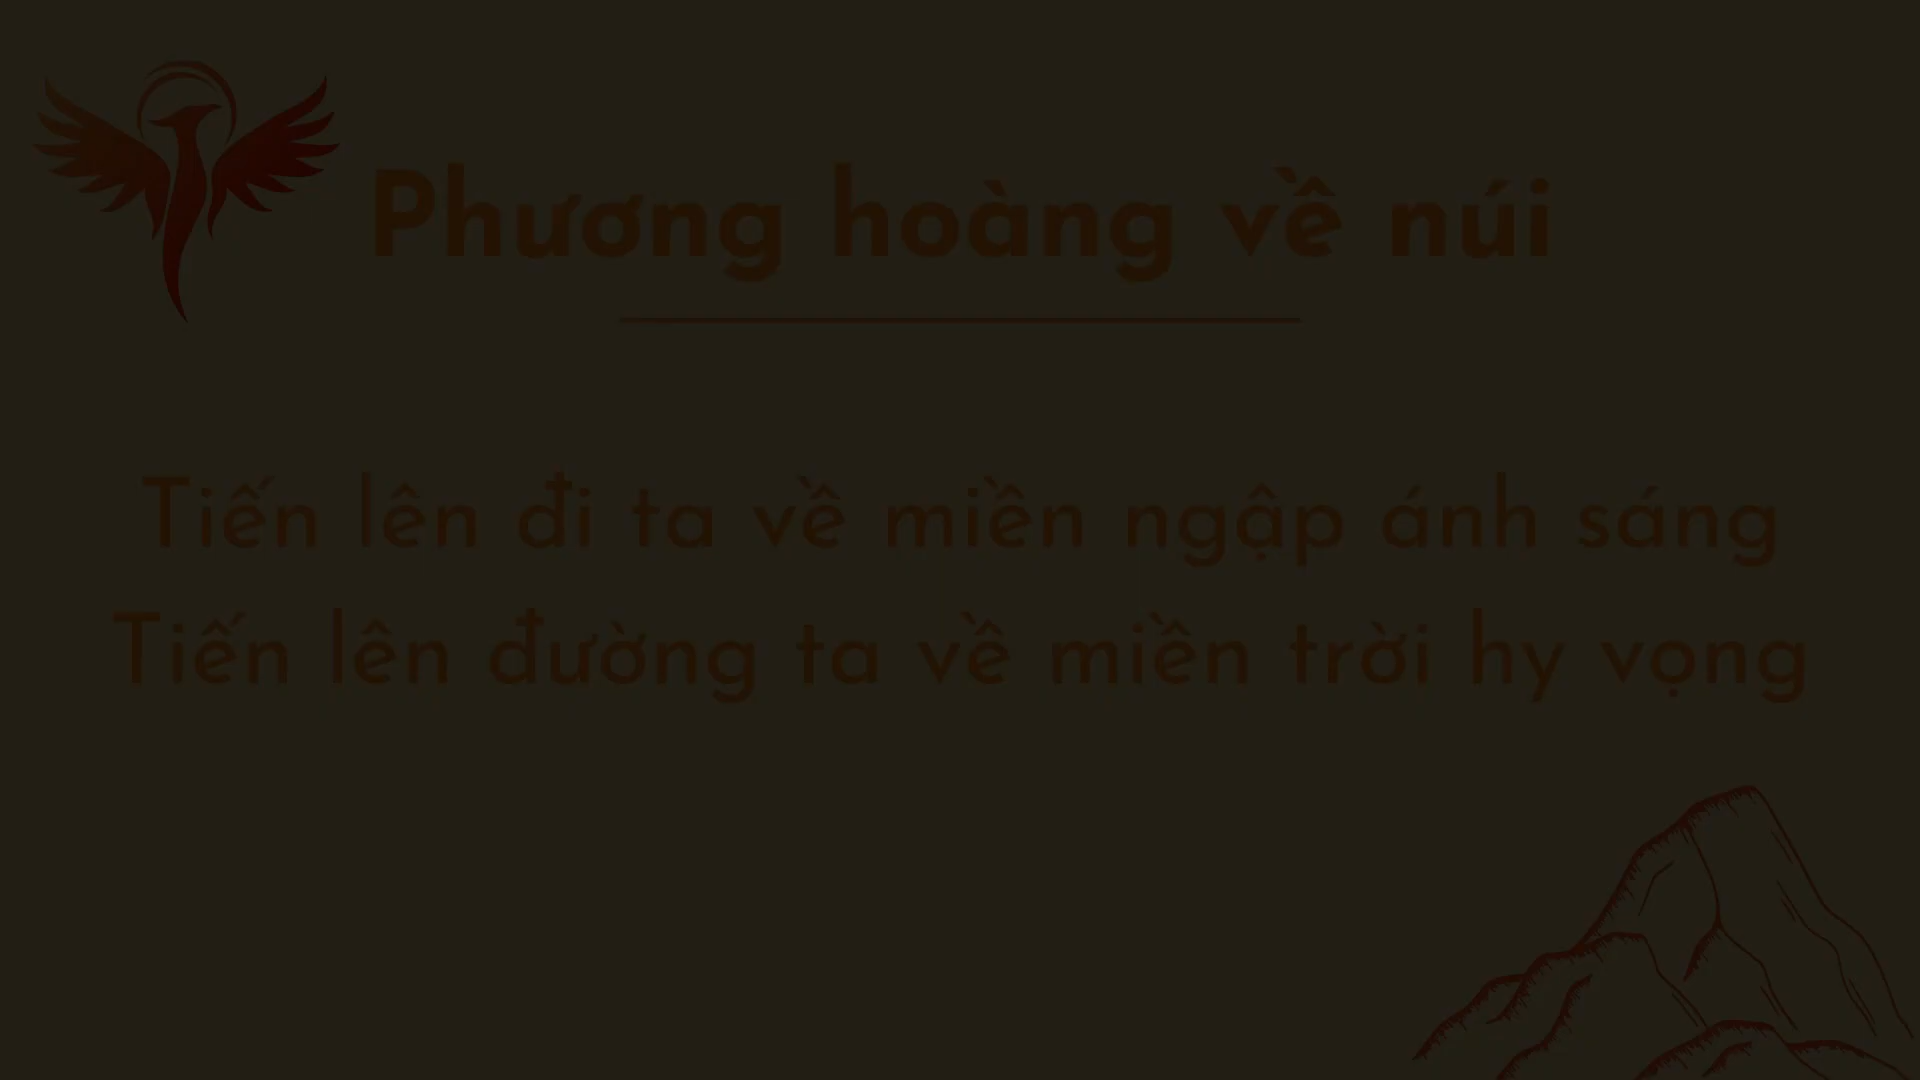 Phương hoàng về núi
Tiến lên đi ta về miền ngập ánh sáng
Tiến lên đường ta về miền trời hy vọng